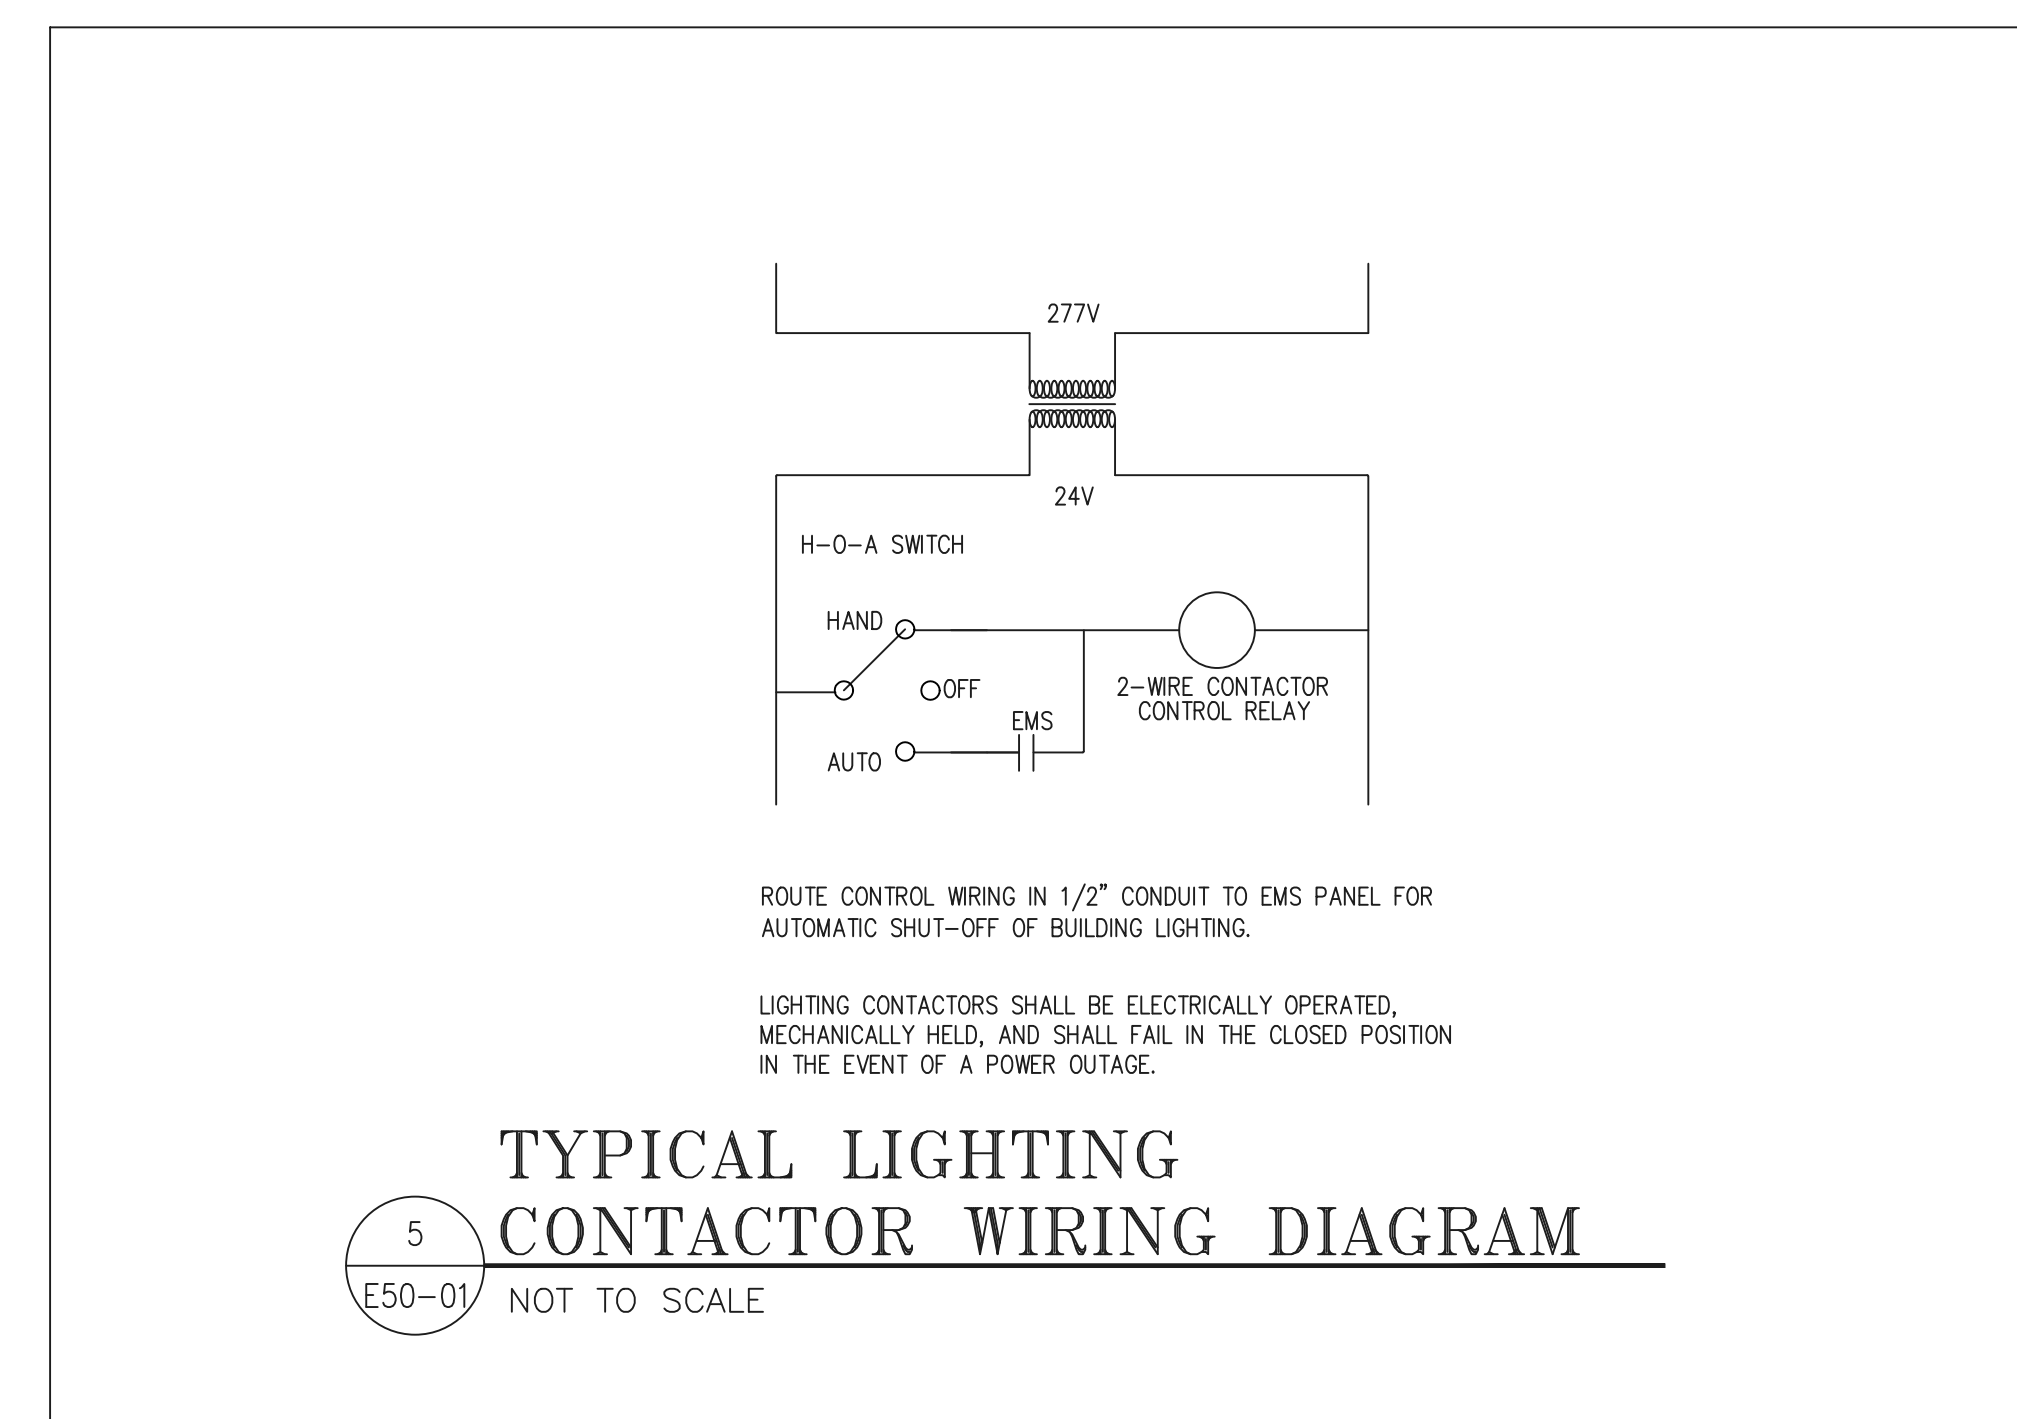 277V
24V
H-O-A SWITCH
HAND
OFF
2-WIRE CONTACTOR
CONTROL RELAY
EMS
AUTO
ROUTE CONTROL WIRING IN 1/2" CONDUIT TO EMS PANEL FOR
AUTOMATIC SHUT-OFF OF BUILDING LIGHTING.
LIGHTING CONTACTORS SHALL BE ELECTRICALLY OPERATED,
MECHANICALLY HELD, AND SHALL FAIL IN THE CLOSED POSITION
IN THE EVENT OF A POWER OUTAGE.
TYPICAL LIGHTING
CONTACTOR WIRING DIAGRAM
5
E50-01
NOT TO SCALE